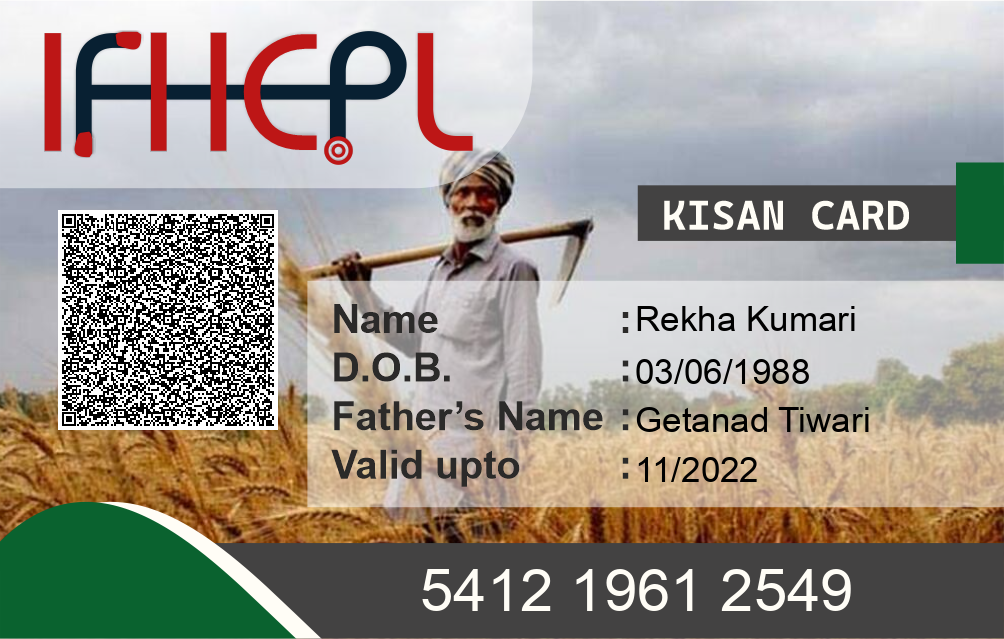 IFHEPL
KISAN CARD
Name : Rekha Kumari
D.O.B. : 03/06/1988
Father’s Name : Getanad Tiwari
Valid upto : 11/2022
5412 1961 2549